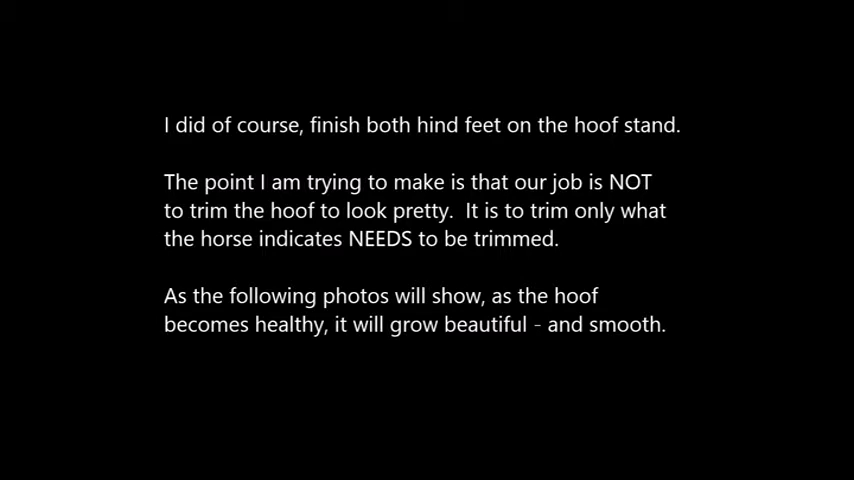 I did of course, finish both hind feet on the hoof stand.
The point I am trying to make is that our job is NOT
to trim the hoof to look pretty.  It is to trim only what
the horse indicates NEEDS to be trimmed.
As the following photos will show, as the hoof
becomes healthy, it will grow beautiful - and smooth.